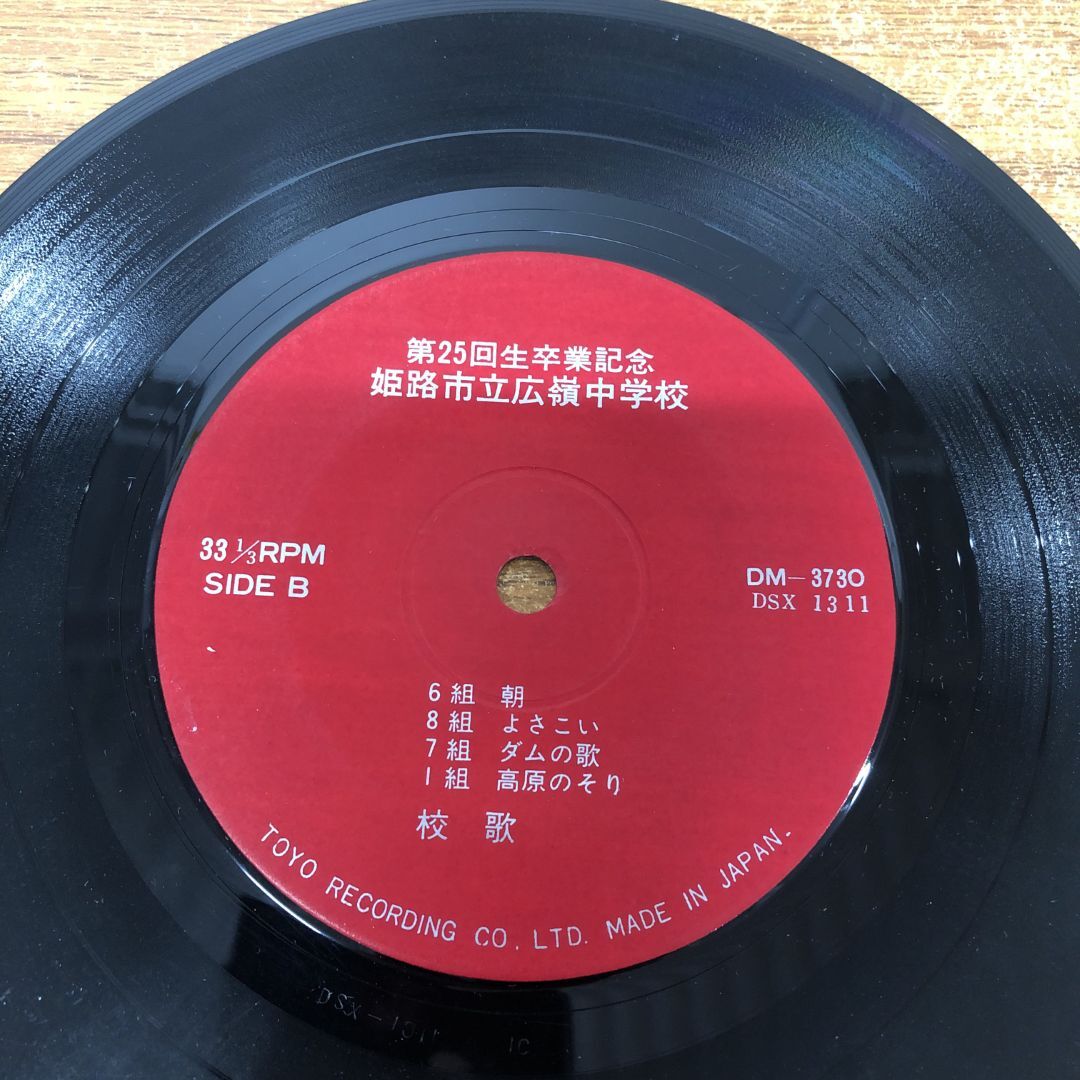 第25回生卒業記念
姫路市立広嶺中学校
33 1/3RPM
SIDE B
DM-3730
DSX 1311
6組 朝
8組 よさこい
7組 ダムの歌
1組 高原のそり
校歌
TOYO RECORDING CO. LTD. MADE IN JAPAN.